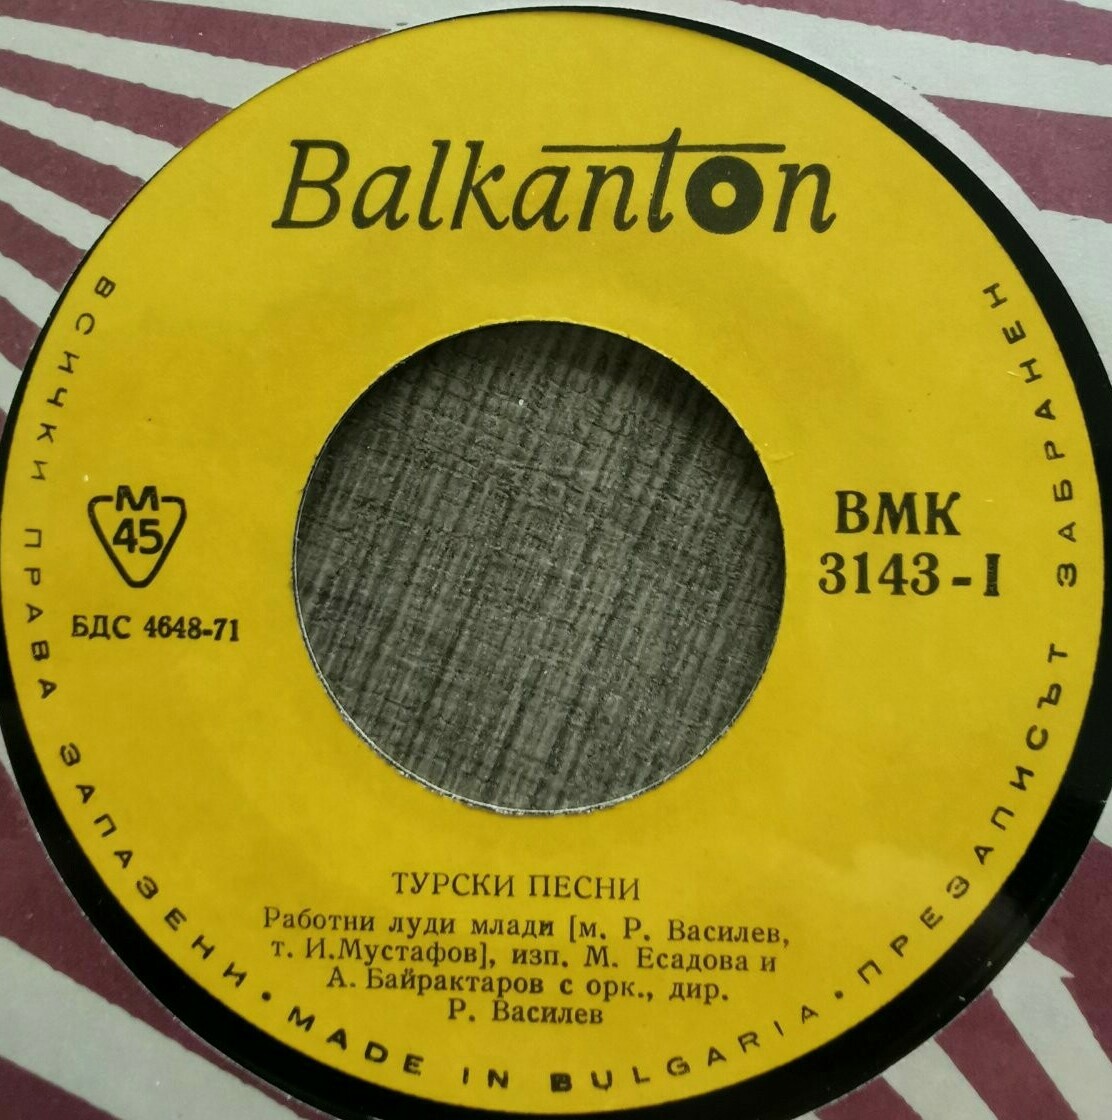 Balkanton
М
45
БДС 4648-71
ВМК
3143-I
ТУРСКИ ПЕСНИ
Работни луди млади [м. Р. Василев,
т. И.Мустафов], изп. М. Есадова и
А. Байрактаров с орк., дир.
Р. Василев
ВСИЧКИ ПРАВА ЗАПАЗЕНИ • MADE IN BULGARIA • ПРЕЗАПИСЪТ ЗАБРАНЕН